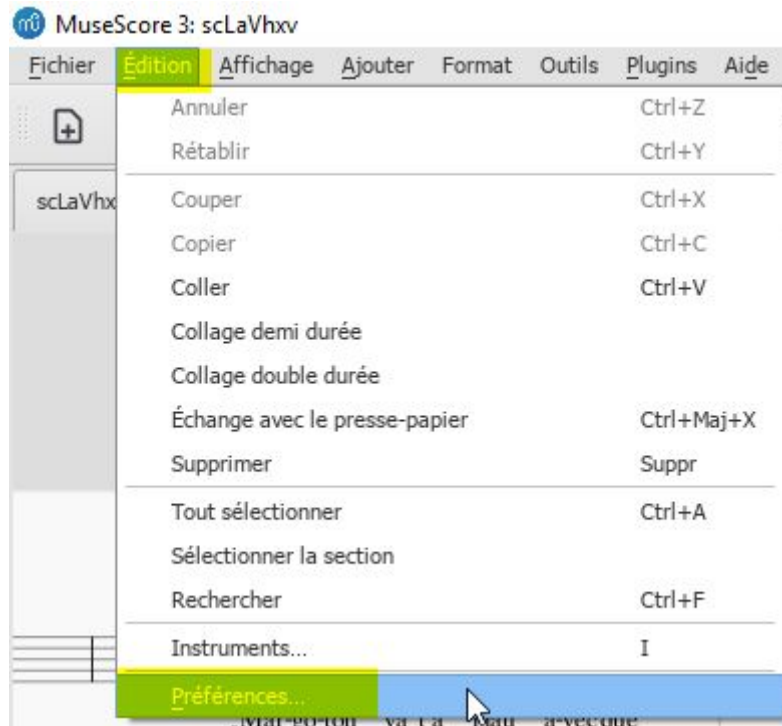 MuseScore 3: scLaVhxv
Fichier Édition Affichage Ajouter Format Outils Plugins Aide
scLaVhx
Annuler Ctrl+Z
Rétablir Ctrl+Y
Couper Ctrl+X
Copier Ctrl+C
Coller Ctrl+V
Collage demi durée
Collage double durée
Échange avec le presse-papier Ctrl+Maj+X
Supprimer Suppr
Tout sélectionner Ctrl+A
Sélectionner la section
Rechercher Ctrl+F
Instruments... I
Préférences...